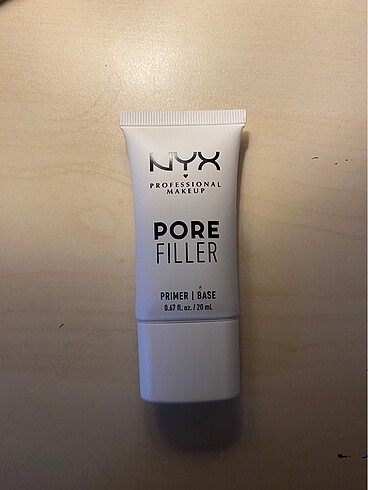 NYX
PROFESSIONAL
MAKEUP
PORE
FILLER
PRIMER | BASE
0.67 fl. oz. / 20 mL